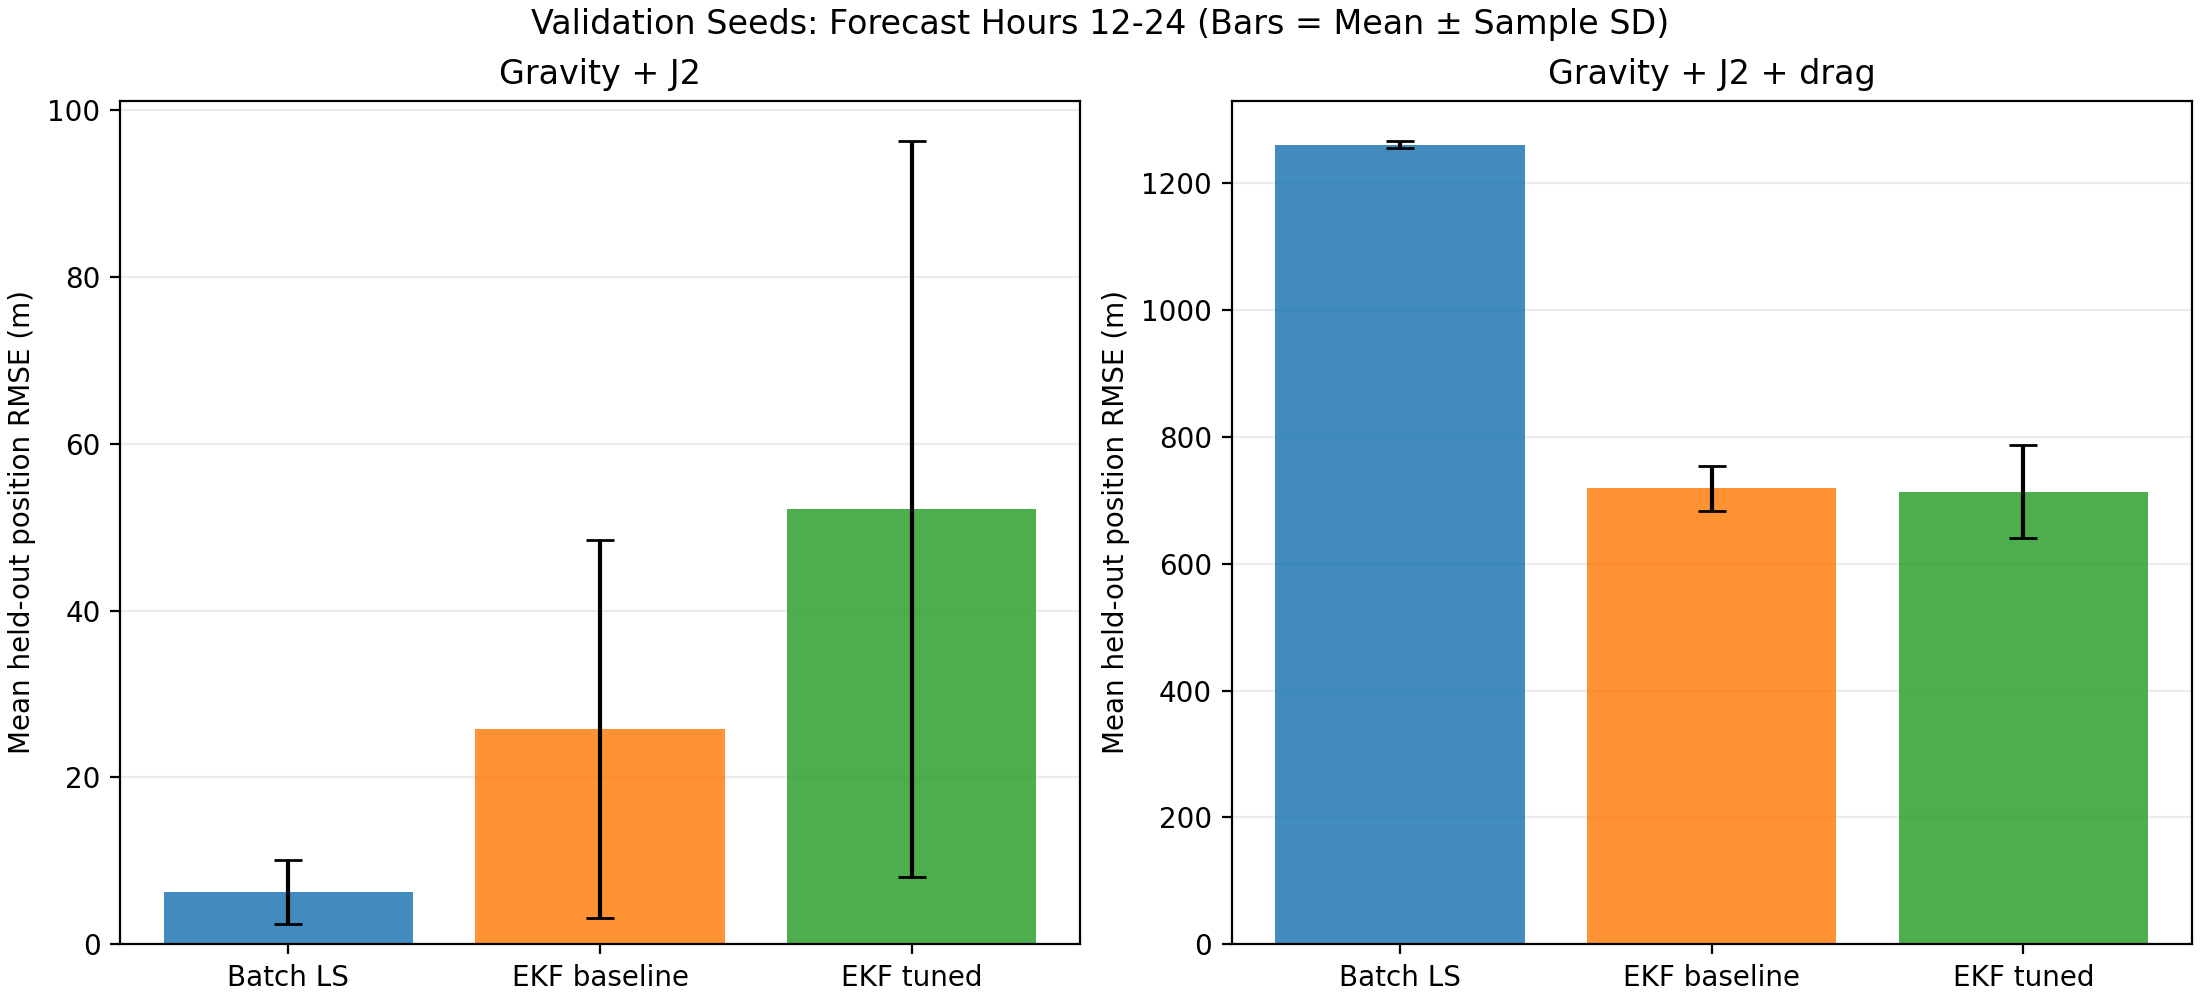 Validation Seeds: Forecast Hours 12-24 (Bars = Mean ± Sample SD)
Gravity + J2
Mean held-out position RMSE (m)
100
80
60
40
20
0
Batch LS
EKF baseline
EKF tuned
Gravity + J2 + drag
Mean held-out position RMSE (m)
1200
1000
800
600
400
200
0
Batch LS
EKF baseline
EKF tuned